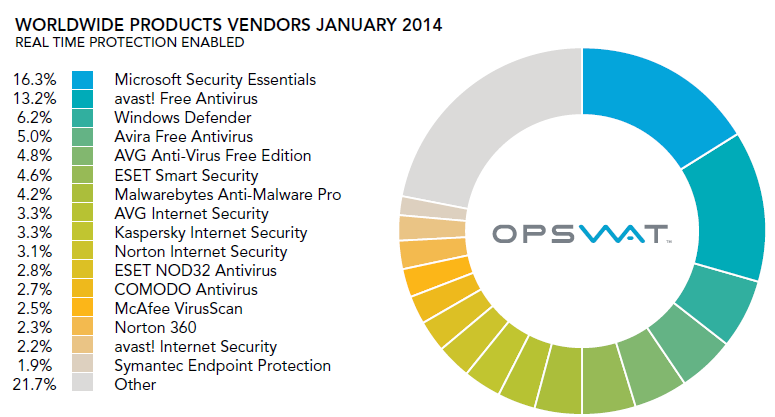 WORLDWIDE PRODUCTS VENDORS JANUARY 2014
REAL TIME PROTECTION ENABLED
16.3% Microsoft Security Essentials
13.2% avast! Free Antivirus
6.2% Windows Defender
5.0% Avira Free Antivirus
4.8% AVG Anti-Virus Free Edition
4.6% ESET Smart Security
4.2% Malwarebytes Anti-Malware Pro
3.3% AVG Internet Security
3.3% Kaspersky Internet Security
3.1% Norton Internet Security
2.8% ESET NOD32 Antivirus
2.7% COMODO Antivirus
2.5% McAfee VirusScan
2.3% Norton 360
2.2% avast! Internet Security
1.9% Symantec Endpoint Protection
21.7% Other
OPSWAT™